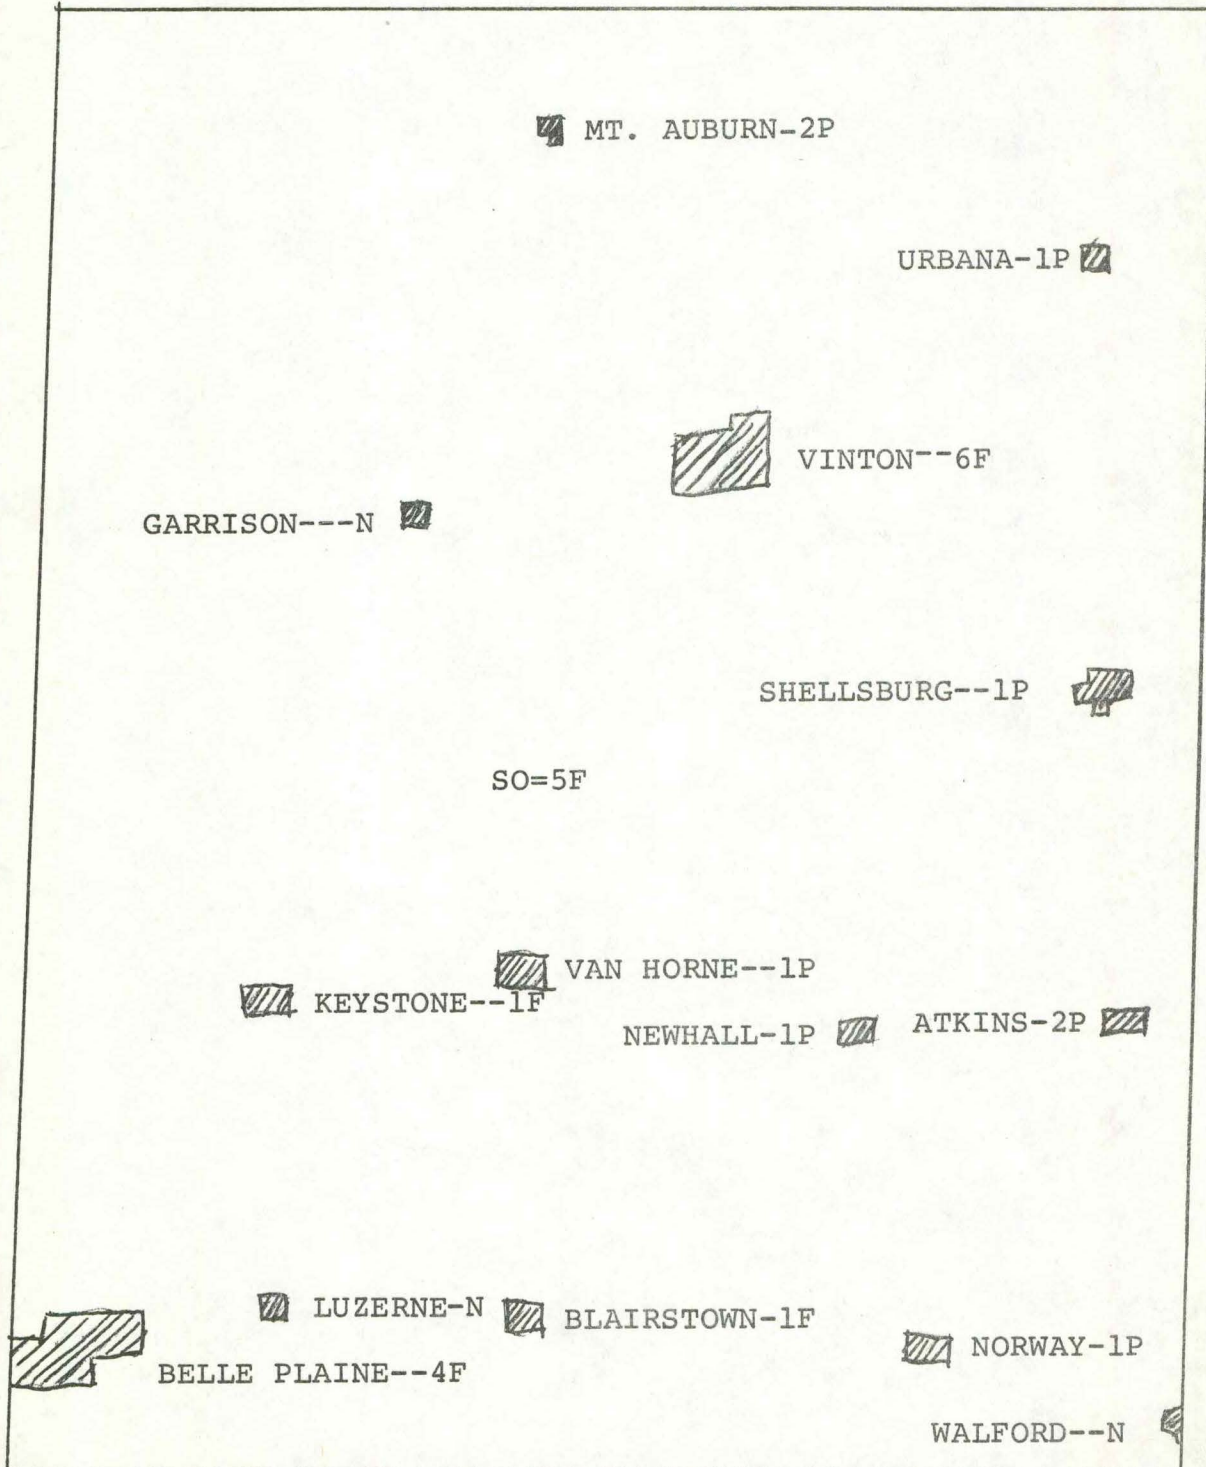 MT. AUBURN-2P
URBANA-1P
VINTON--6F
GARRISON---N
SHELLSBURG--1P
SO=5F
VAN HORNE--1P
KEYSTONE--1F
NEWHALL-1P
ATKINS-2P
LUZERNE-N
BLAIRSTOWN-1F
NORWAY-1P
BELLE PLAINE--4F
WALFORD--N